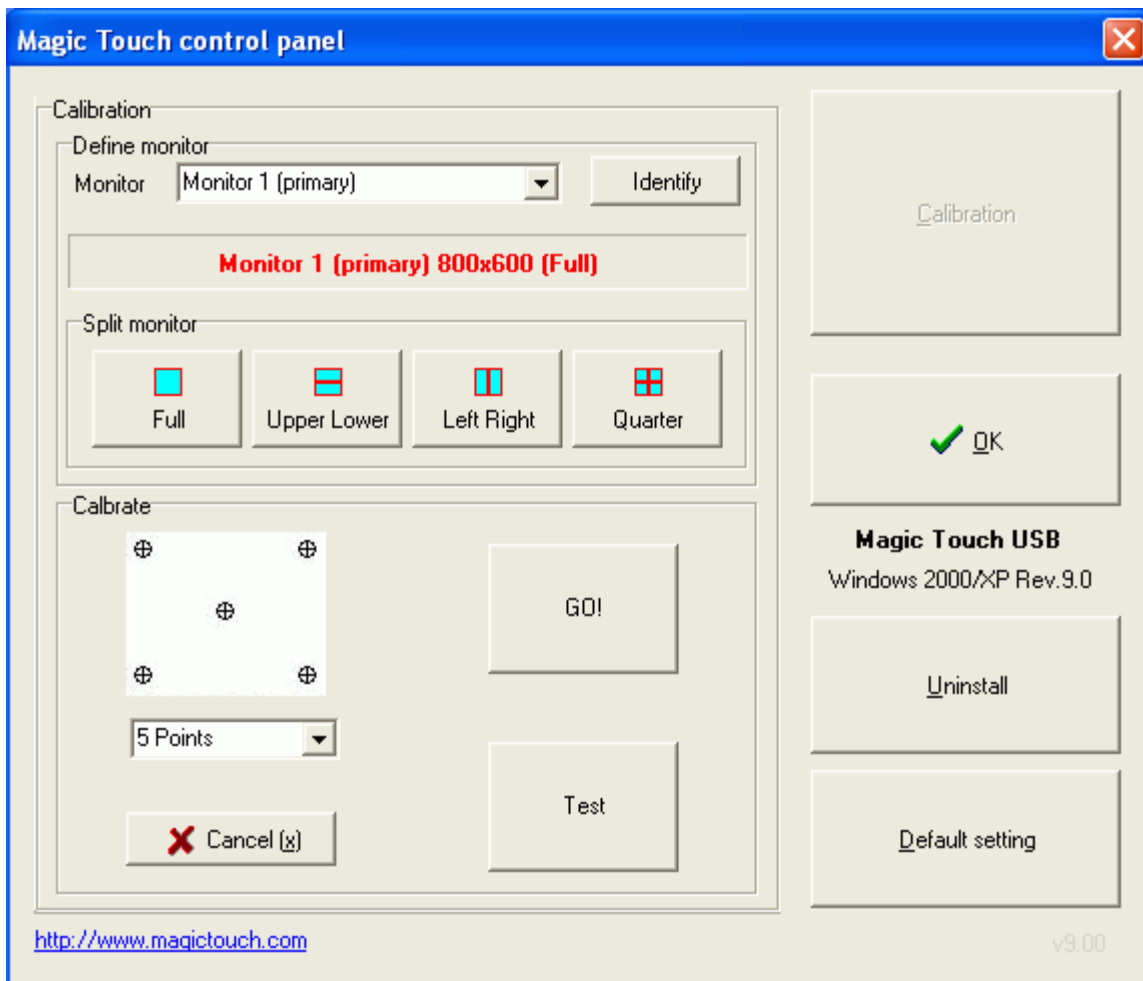 Magic Touch control panel
Calibration
Define monitor
Monitor Monitor 1 (primary) Identify
Monitor 1 (primary) 800x600 (Full)
Split monitor
Full Upper Lower Left Right Quarter
Calbrate
GO!
5 Points
Test
Cancel (x)
http://www.magictouch.com
Calibration
OK
Magic Touch USB
Windows 2000/XP Rev.9.0
Uninstall
Default setting
v9.00